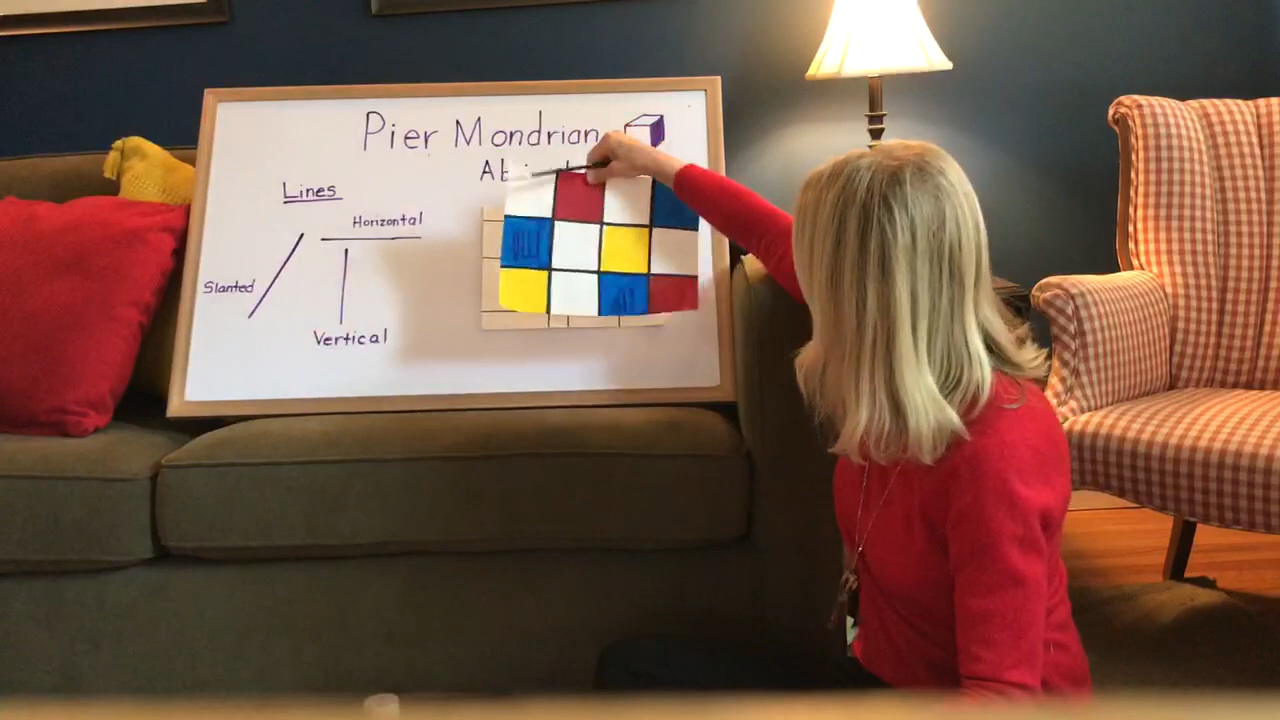 Pier Mondrian
Lines
Horizontal
Slanted
Vertical